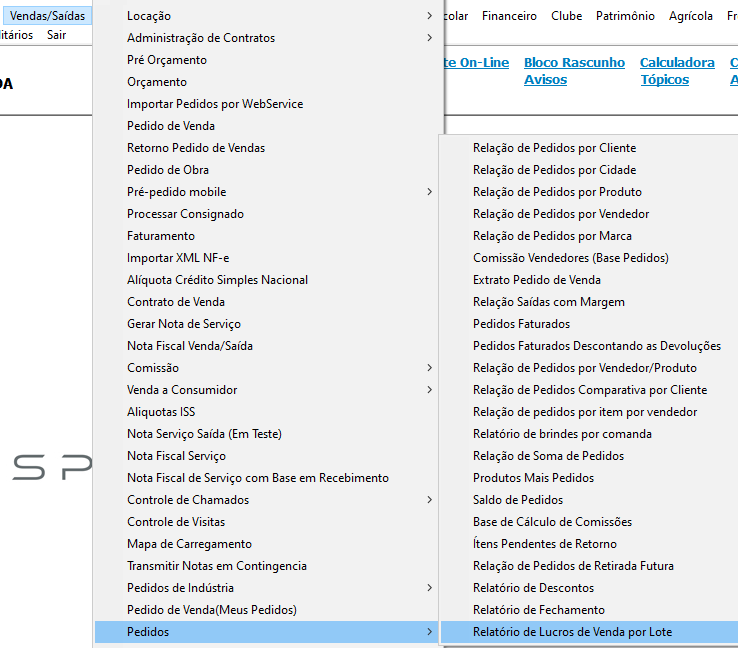 Vendas/Saídas
Sair
Locação
Administração de Contratos
Pré Orçamento
Orçamento
Importar Pedidos por WebService
Pedido de Venda
Retorno Pedido de Vendas
Pedido de Obra
Pré-pedido mobile
Processar Consignado
Faturamento
Importar XML NF-e
Alíquota Crédito Simples Nacional
Contrato de Venda
Gerar Nota de Serviço
Nota Fiscal Venda/Saída
Comissão
Venda a Consumidor
Aliquotas ISS
Nota Serviço Saída (Em Teste)
Nota Fiscal Serviço
Nota Fiscal de Serviço com Base em Recebimento
Controle de Chamados
Controle de Visitas
Mapa de Carregamento
Transmitir Notas em Contingencia
Pedidos de Indústria
Pedido de Venda(Meus Pedidos)
Pedidos
Financeiro Clube Patrimônio Agrícola
On-Line Bloco Rascunho Calculadora
Avisos Tópicos
Relação de Pedidos por Cliente
Relação de Pedidos por Cidade
Relação de Pedidos por Produto
Relação de Pedidos por Vendedor
Relação de Pedidos por Marca
Comissão Vendedores (Base Pedidos)
Extrato Pedido de Venda
Relação Saídas com Margem
Pedidos Faturados
Pedidos Faturados Descontando as Devoluções
Relação de Pedidos por Vendedor/Produto
Relação de Pedidos Comparativa por Cliente
Relação de pedidos por item por vendedor
Relatório de brindes por comanda
Relação de Soma de Pedidos
Produtos Mais Pedidos
Saldo de Pedidos
Base de Cálculo de Comissões
Ítens Pendentes de Retorno
Relação de Pedidos de Retirada Futura
Relatório de Descontos
Relatório de Fechamento
Relatório de Lucros de Venda por Lote